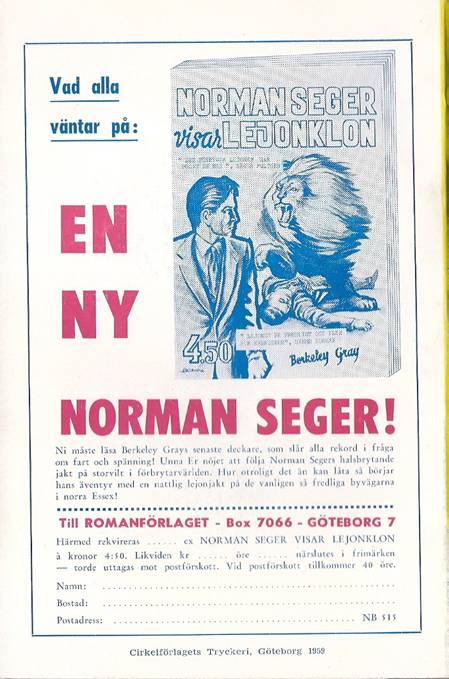 Vad alla
väntar på:
EN
NY
NORMAN SEGER
visar LEJONKLON
4:50
Berkeley Gray
NORMAN SEGER!
Ni måste läsa Berkeley Grays senaste deckare, som slår alla rekord i fråga
om fart och spänning! Unna Er nöjet att följa Norman Segers halsbrytande
jakt på storvilt i förbrytarvärlden. Hur otroligt det än kan låta så börjar
hans äventyr med en nattlig lejonjakt på de vanligen så fredliga byvägarna
i norra Essex!
Till ROMANFÖRLAGET - Box 7066 - GÖTEBORG 7
Härmed rekvireras ...... ex NORMAN SEGER VISAR LEJONKLON
à kronor 4:50. Likviden kr ...... öre ...... närslutes i frimärken
— torde uttagas mot postförskott. Vid postförskott tillkommer 40 öre.
Namn: ......................................................
Bostad: ......................................................
Postadress: ...................................................... NB 515
Cirkelförlagets Tryckeri, Göteborg 1959